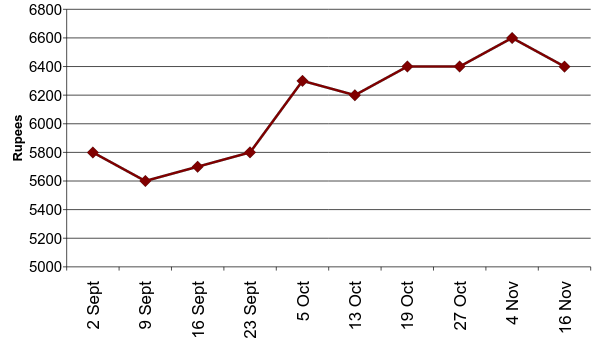 6800
6600
6400
6200
6000
5800
5600
5400
5200
5000
Rupees
2 Sept
9 Sept
16 Sept
23 Sept
5 Oct
13 Oct
19 Oct
27 Oct
4 Nov
16 Nov